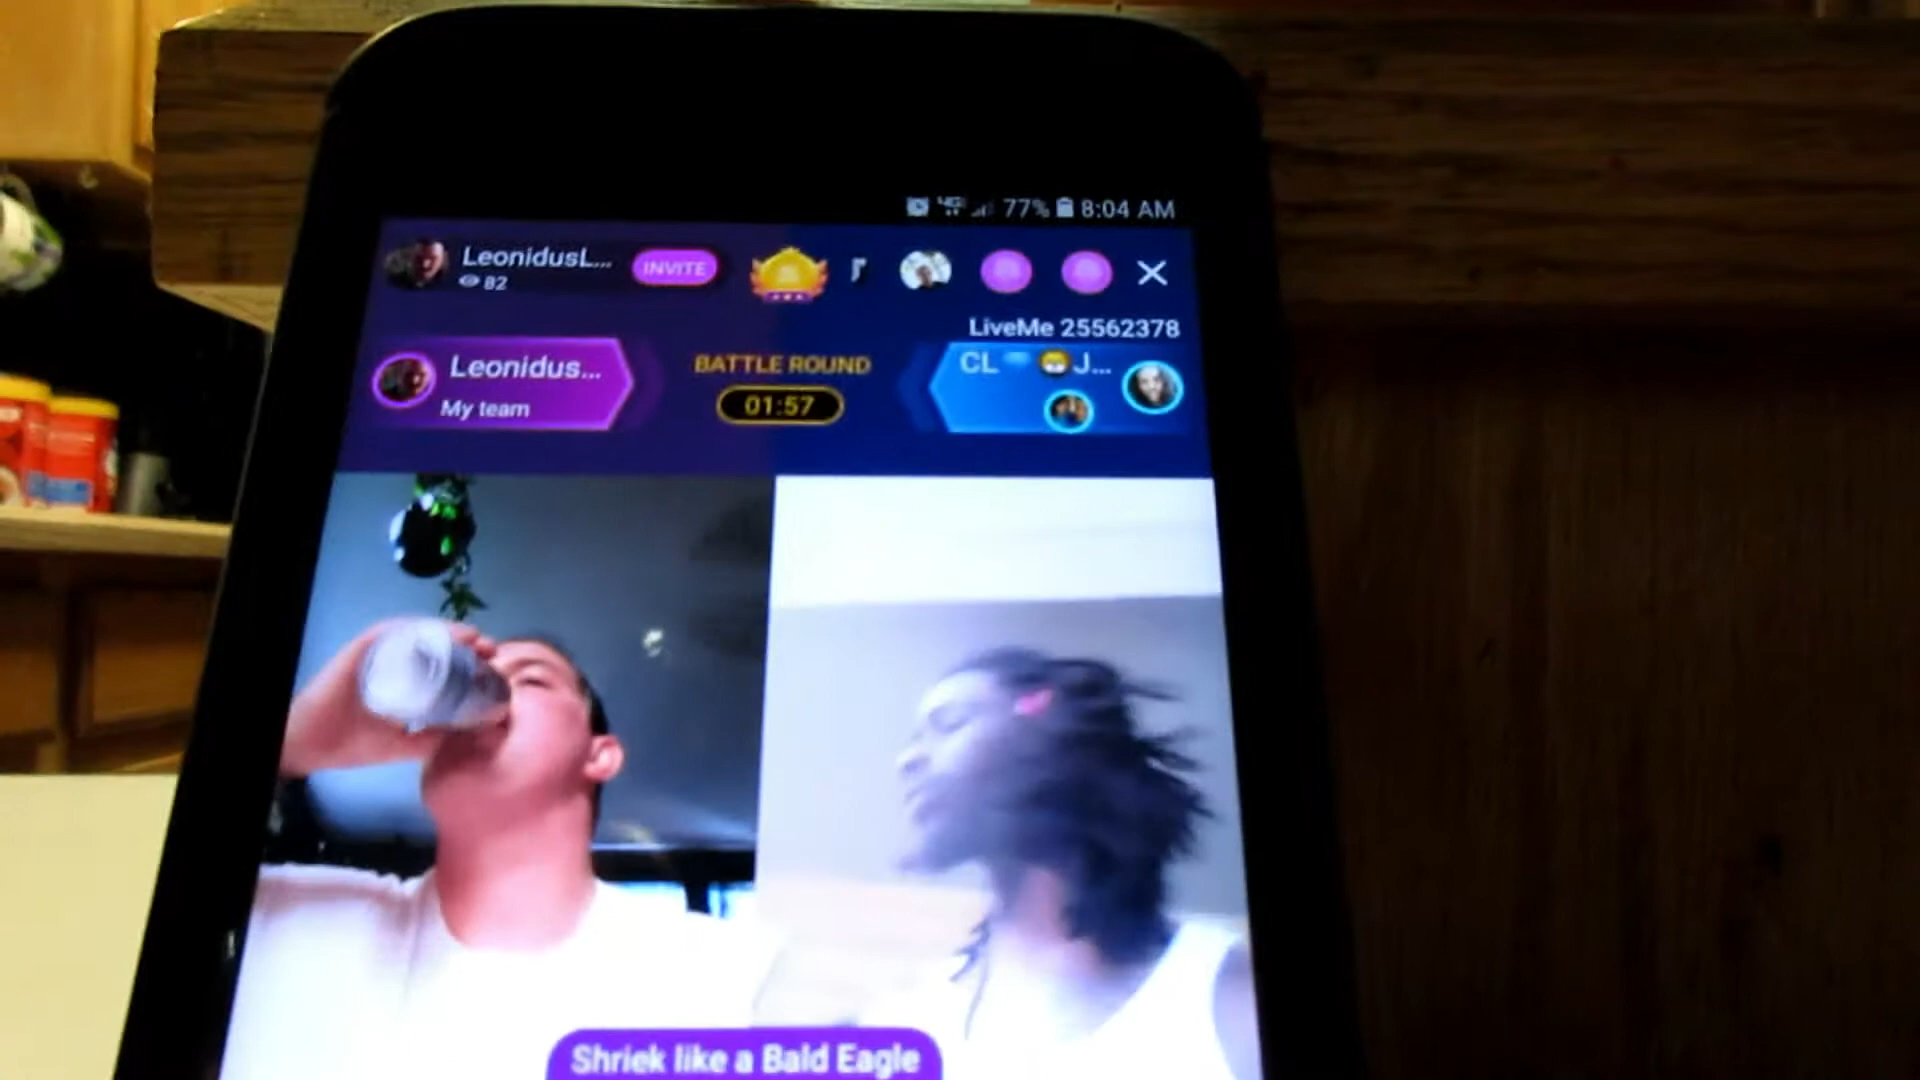 77% 8:04 AM
LeonidusL...
82
INVITE
LiveMe 25562378
Leonidus...
My team
BATTLE ROUND
01:57
CL J...
Shriek like a Bald Eagle